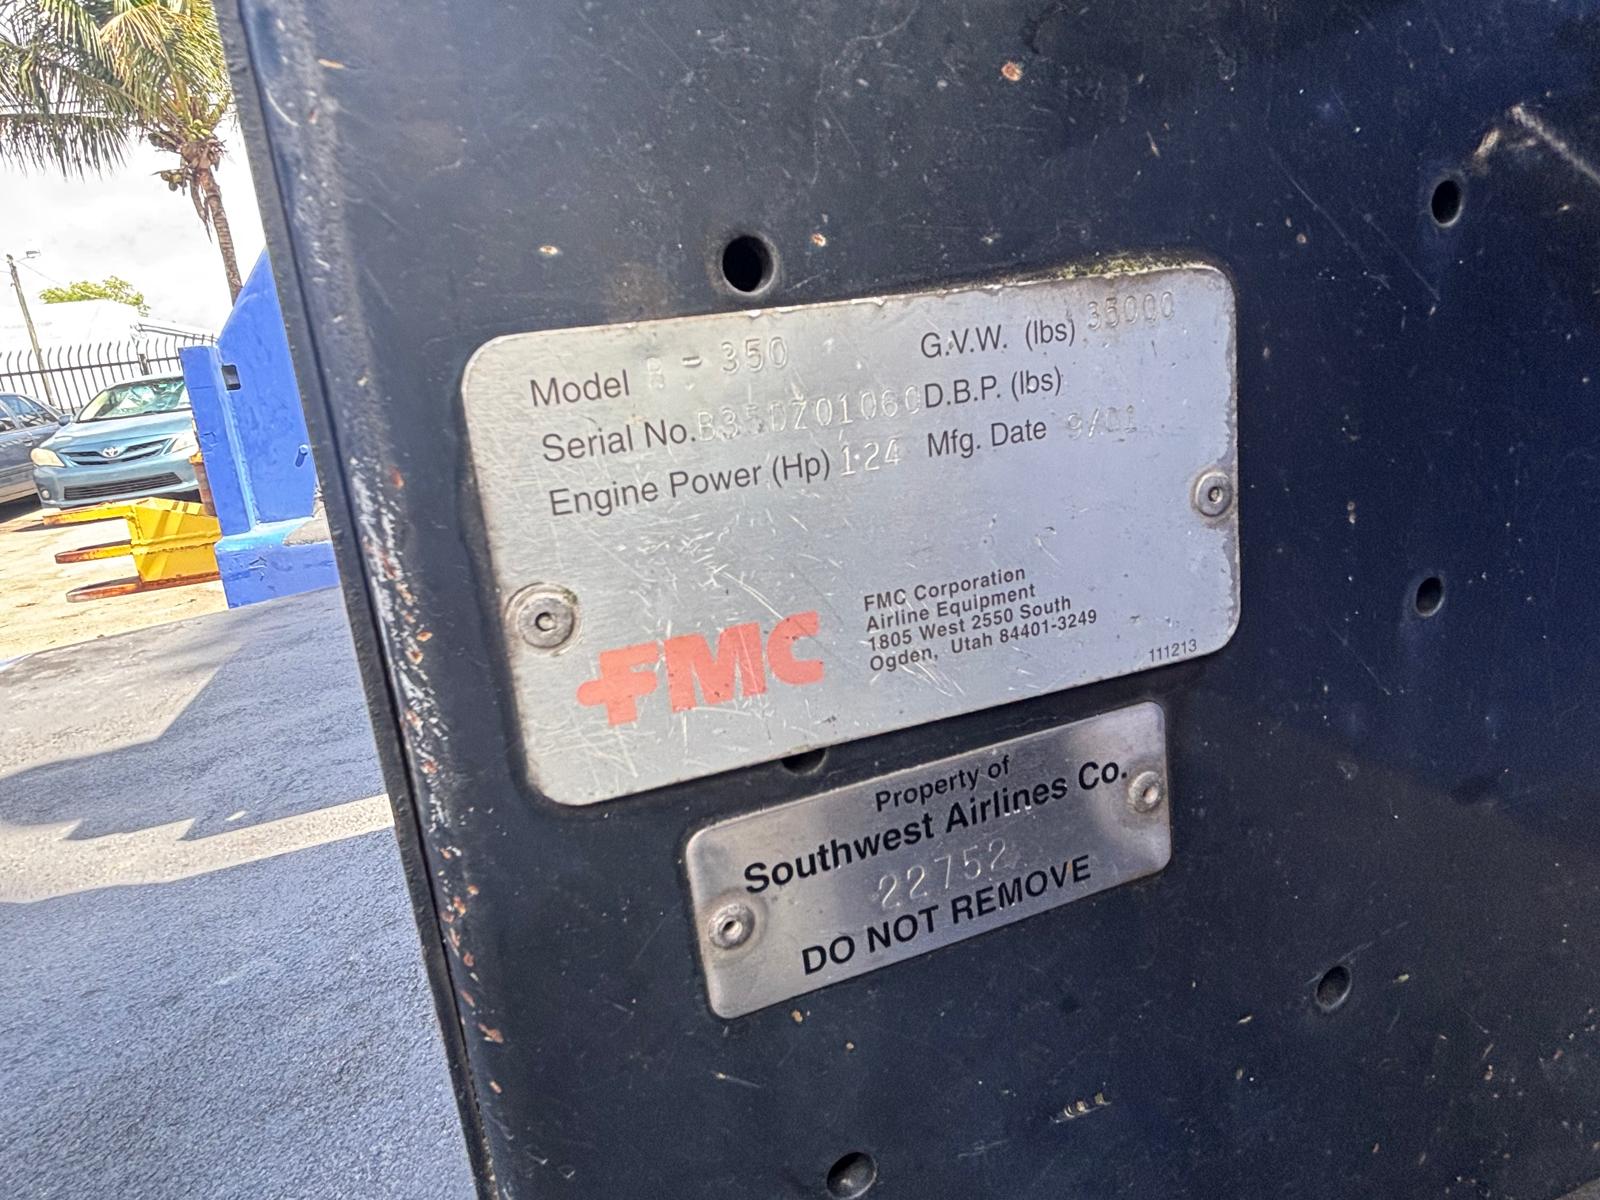 Model B-350 G.V.W. (lbs) 35000
Serial No. B35DZ01060 D.B.P. (lbs)
Engine Power (Hp) 124 Mfg. Date 9/01
FMC
FMC Corporation
Airline Equipment
1805 West 2550 South
Ogden, Utah 84401-3249
111213
Property of
Southwest Airlines Co.
22752
DO NOT REMOVE